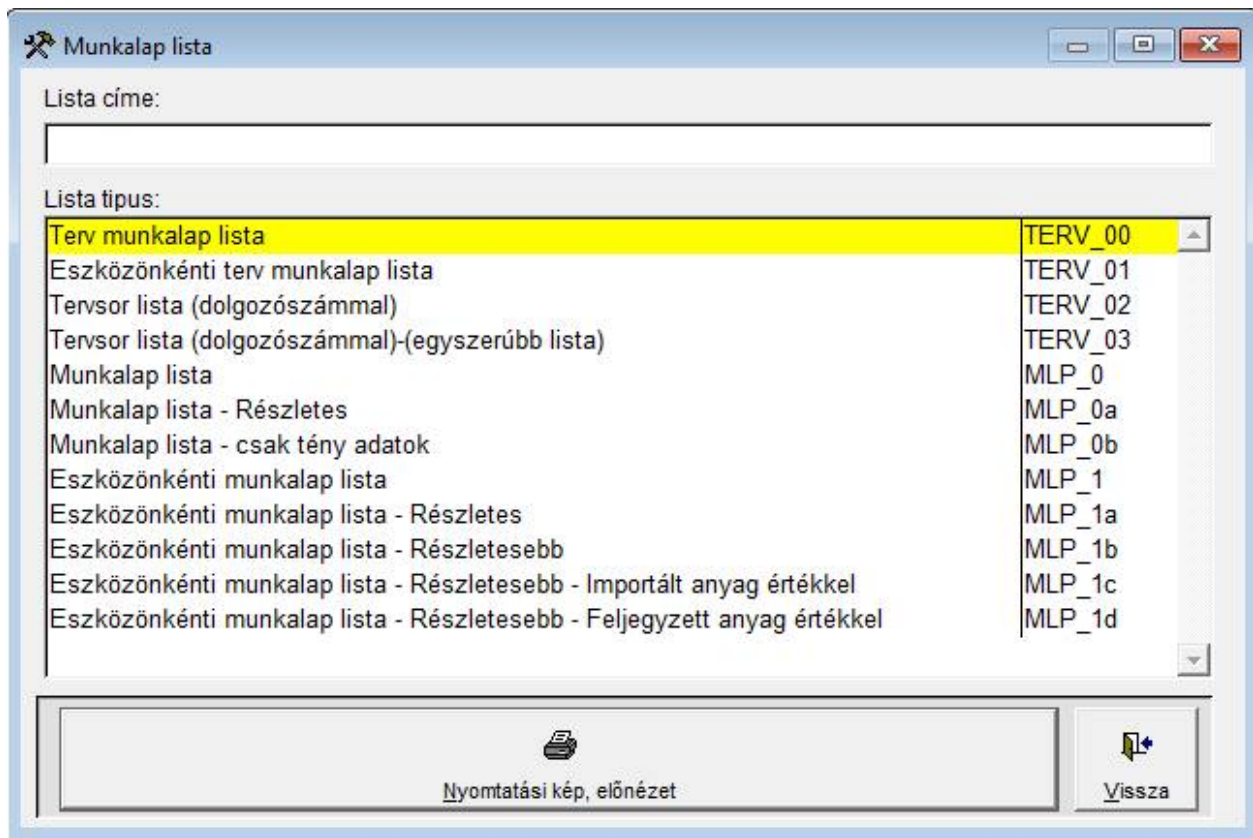 Munkalap lista
Lista címe:
Lista tipus:
Terv munkalap lista TERV_00
Eszközönkénti terv munkalap lista TERV_01
Tervsor lista (dolgozószámmal) TERV_02
Tervsor lista (dolgozószámmal)-(egyszerúbb lista) TERV_03
Munkalap lista MLP_0
Munkalap lista - Részletes MLP_0a
Munkalap lista - csak tény adatok MLP_0b
Eszközönkénti munkalap lista MLP_1
Eszközönkénti munkalap lista - Részletes MLP_1a
Eszközönkénti munkalap lista - Részletesebb MLP_1b
Eszközönkénti munkalap lista - Részletesebb - Importált anyag értékkel MLP_1c
Eszközönkénti munkalap lista - Részletesebb - Feljegyzett anyag értékkel MLP_1d
Nyomtatási kép, előnézet
Vissza